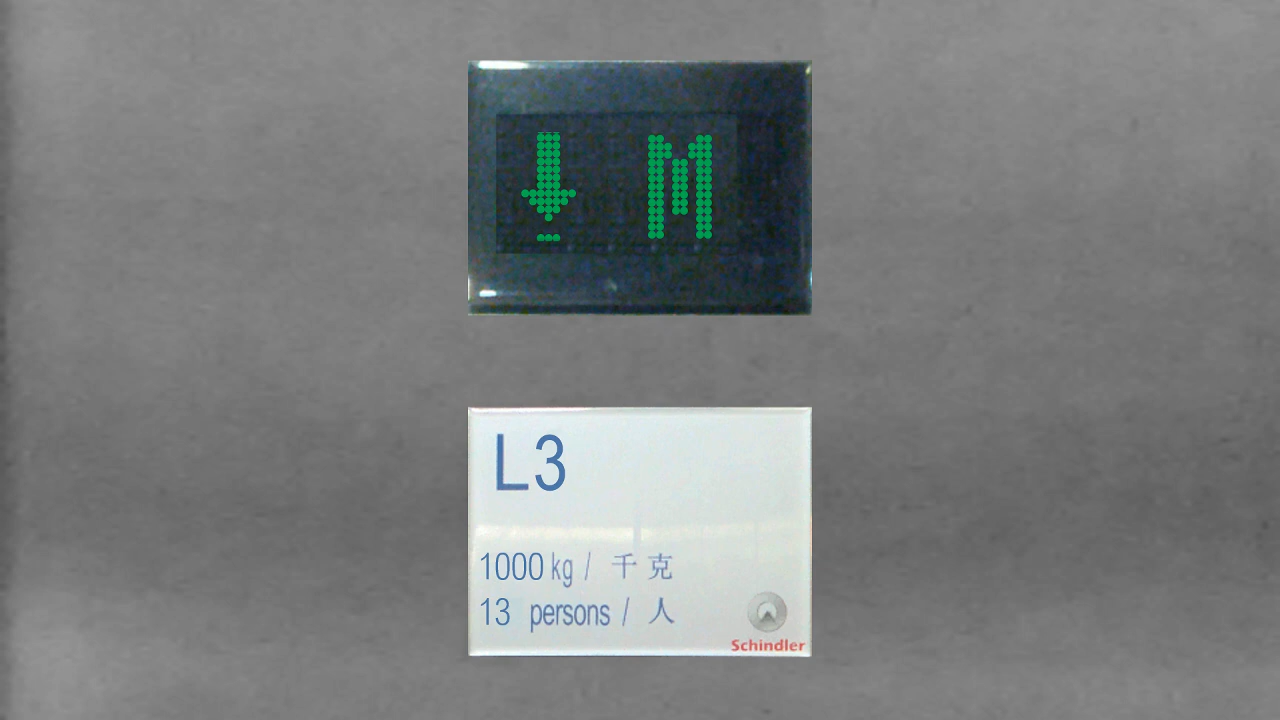 M
L3
1000 kg / 千克
13 persons / 人
Schindler